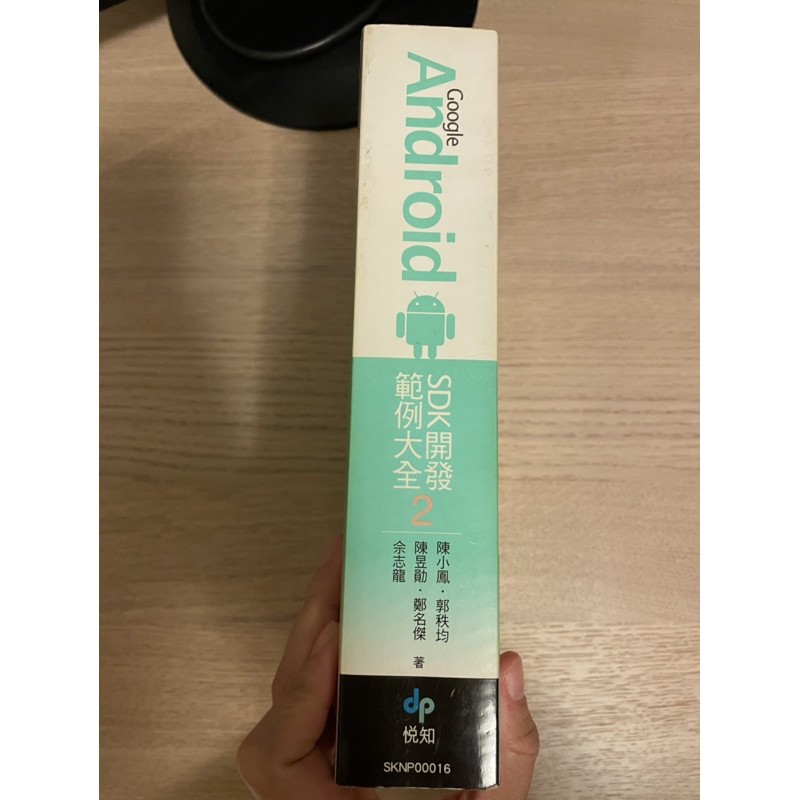 Google
Android
SDK開發
範例大全
2
陳小鳳．郭秩均
陳昱勛．鄭名傑
佘志龍
著
dp
悦知
SKNP00016